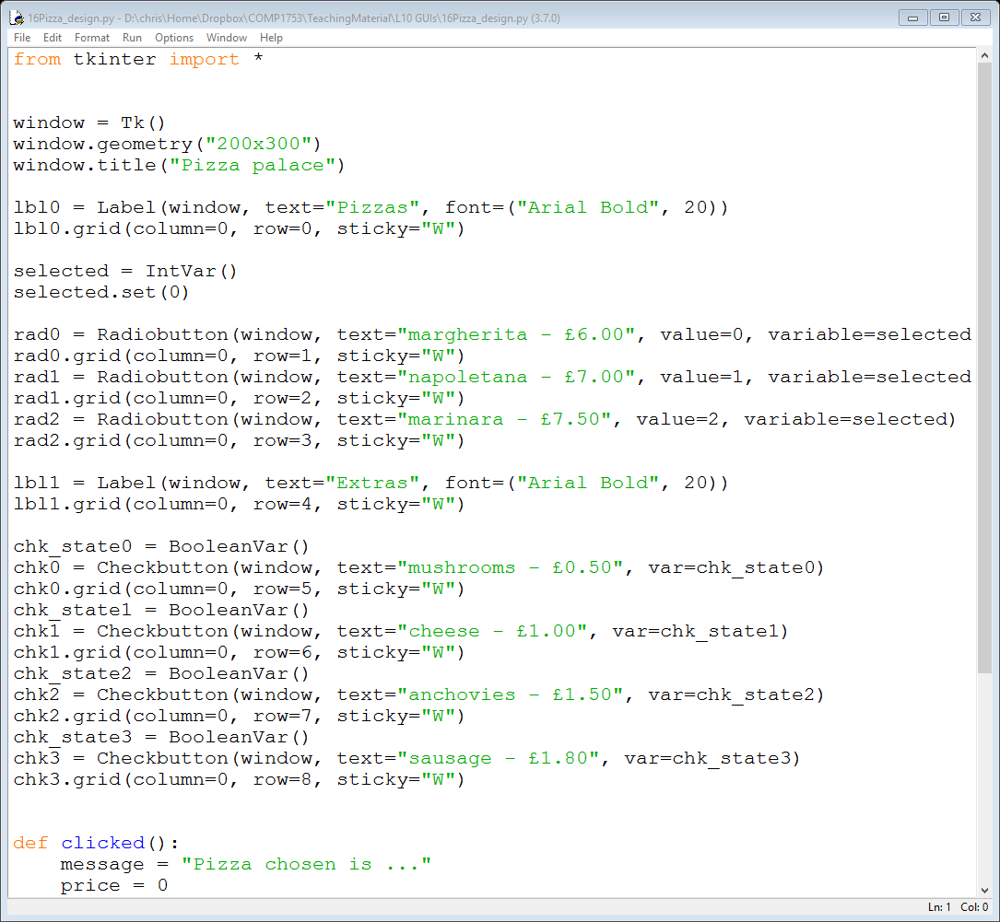 16Pizza_design.py - D:\chris\Home\Dropbox\COMP1753\TeachingMaterial\L10 GUIs\16Pizza_design.py (3.7.0)
File Edit Format Run Options Window Help
from tkinter import *
window = Tk()
window.geometry("200x300")
window.title("Pizza palace")
lbl0 = Label(window, text="Pizzas", font=("Arial Bold", 20))
lbl0.grid(column=0, row=0, sticky="W")
selected = IntVar()
selected.set(0)
rad0 = Radiobutton(window, text="margherita - £6.00", value=0, variable=selected
rad0.grid(column=0, row=1, sticky="W")
rad1 = Radiobutton(window, text="napoletana - £7.00", value=1, variable=selected
rad1.grid(column=0, row=2, sticky="W")
rad2 = Radiobutton(window, text="marinara - £7.50", value=2, variable=selected)
rad2.grid(column=0, row=3, sticky="W")
lbl1 = Label(window, text="Extras", font=("Arial Bold", 20))
lbl1.grid(column=0, row=4, sticky="W")
chk_state0 = BooleanVar()
chk0 = Checkbutton(window, text="mushrooms - £0.50", var=chk_state0)
chk0.grid(column=0, row=5, sticky="W")
chk_state1 = BooleanVar()
chk1 = Checkbutton(window, text="cheese - £1.00", var=chk_state1)
chk1.grid(column=0, row=6, sticky="W")
chk_state2 = BooleanVar()
chk2 = Checkbutton(window, text="anchovies - £1.50", var=chk_state2)
chk2.grid(column=0, row=7, sticky="W")
chk_state3 = BooleanVar()
chk3 = Checkbutton(window, text="sausage - £1.80", var=chk_state3)
chk3.grid(column=0, row=8, sticky="W")
def clicked():
    message = "Pizza chosen is ..."
    price = 0
Ln: 1 Col: 0